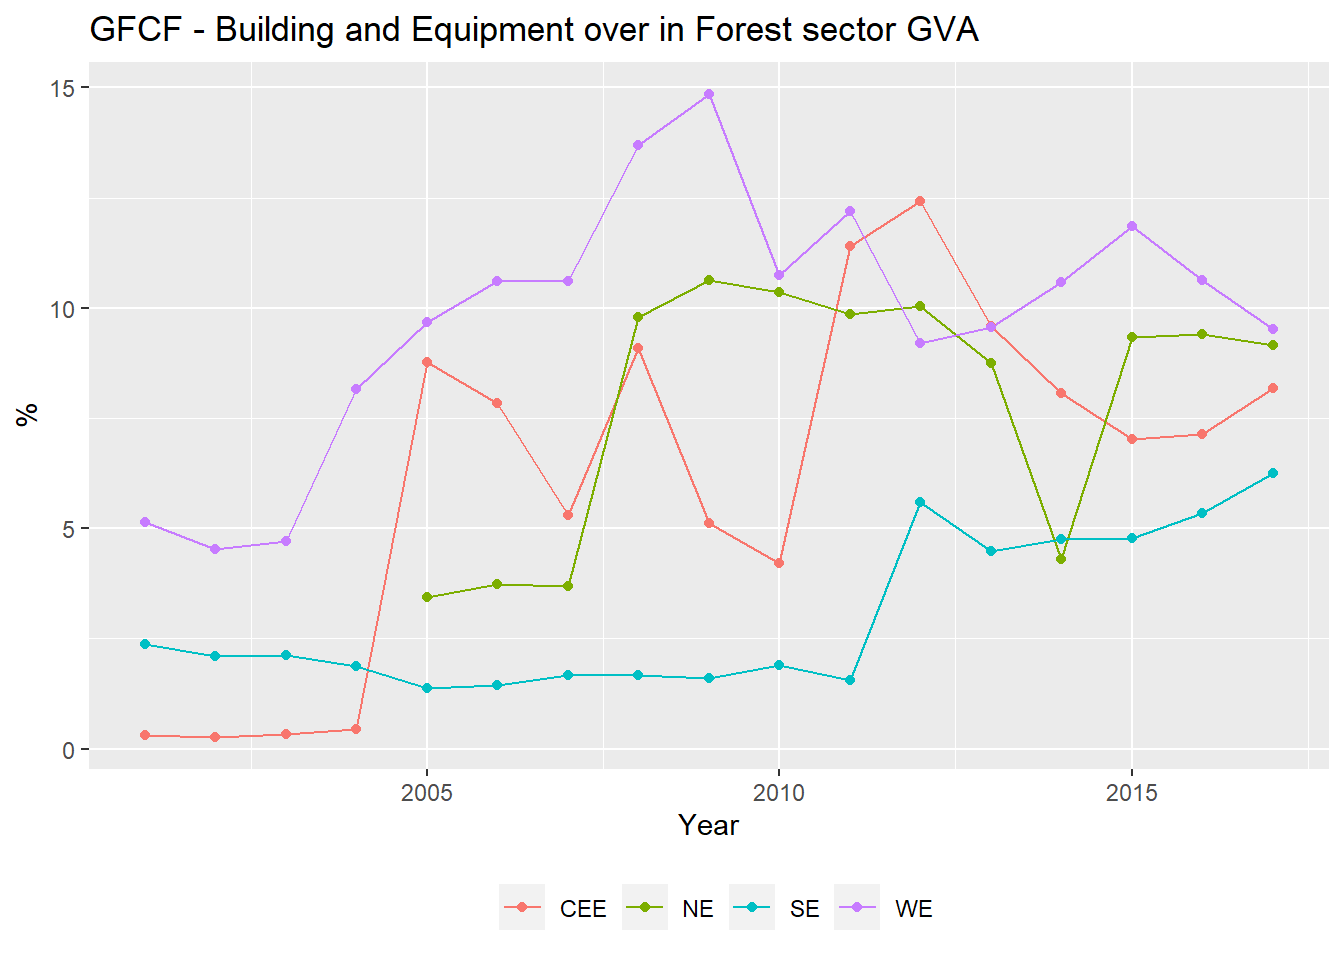 GFCF - Building and Equipment over in Forest sector GVA
15
10
5
0
%
2005 2010 2015
Year
CEE NE SE WE